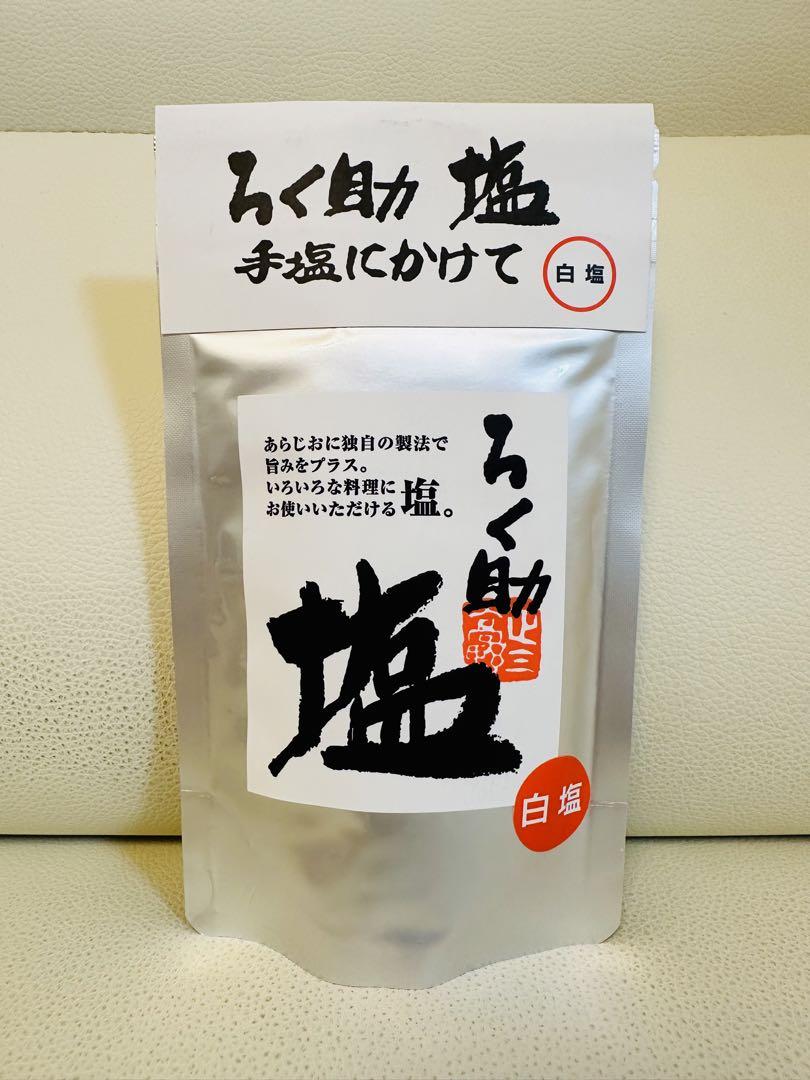 ろく助 塩
手塩にかけて
白塩
あらじおに独自の製法で
旨みをプラス。
いろいろな料理に
お使いいただける 塩。
ろく助
塩
白塩